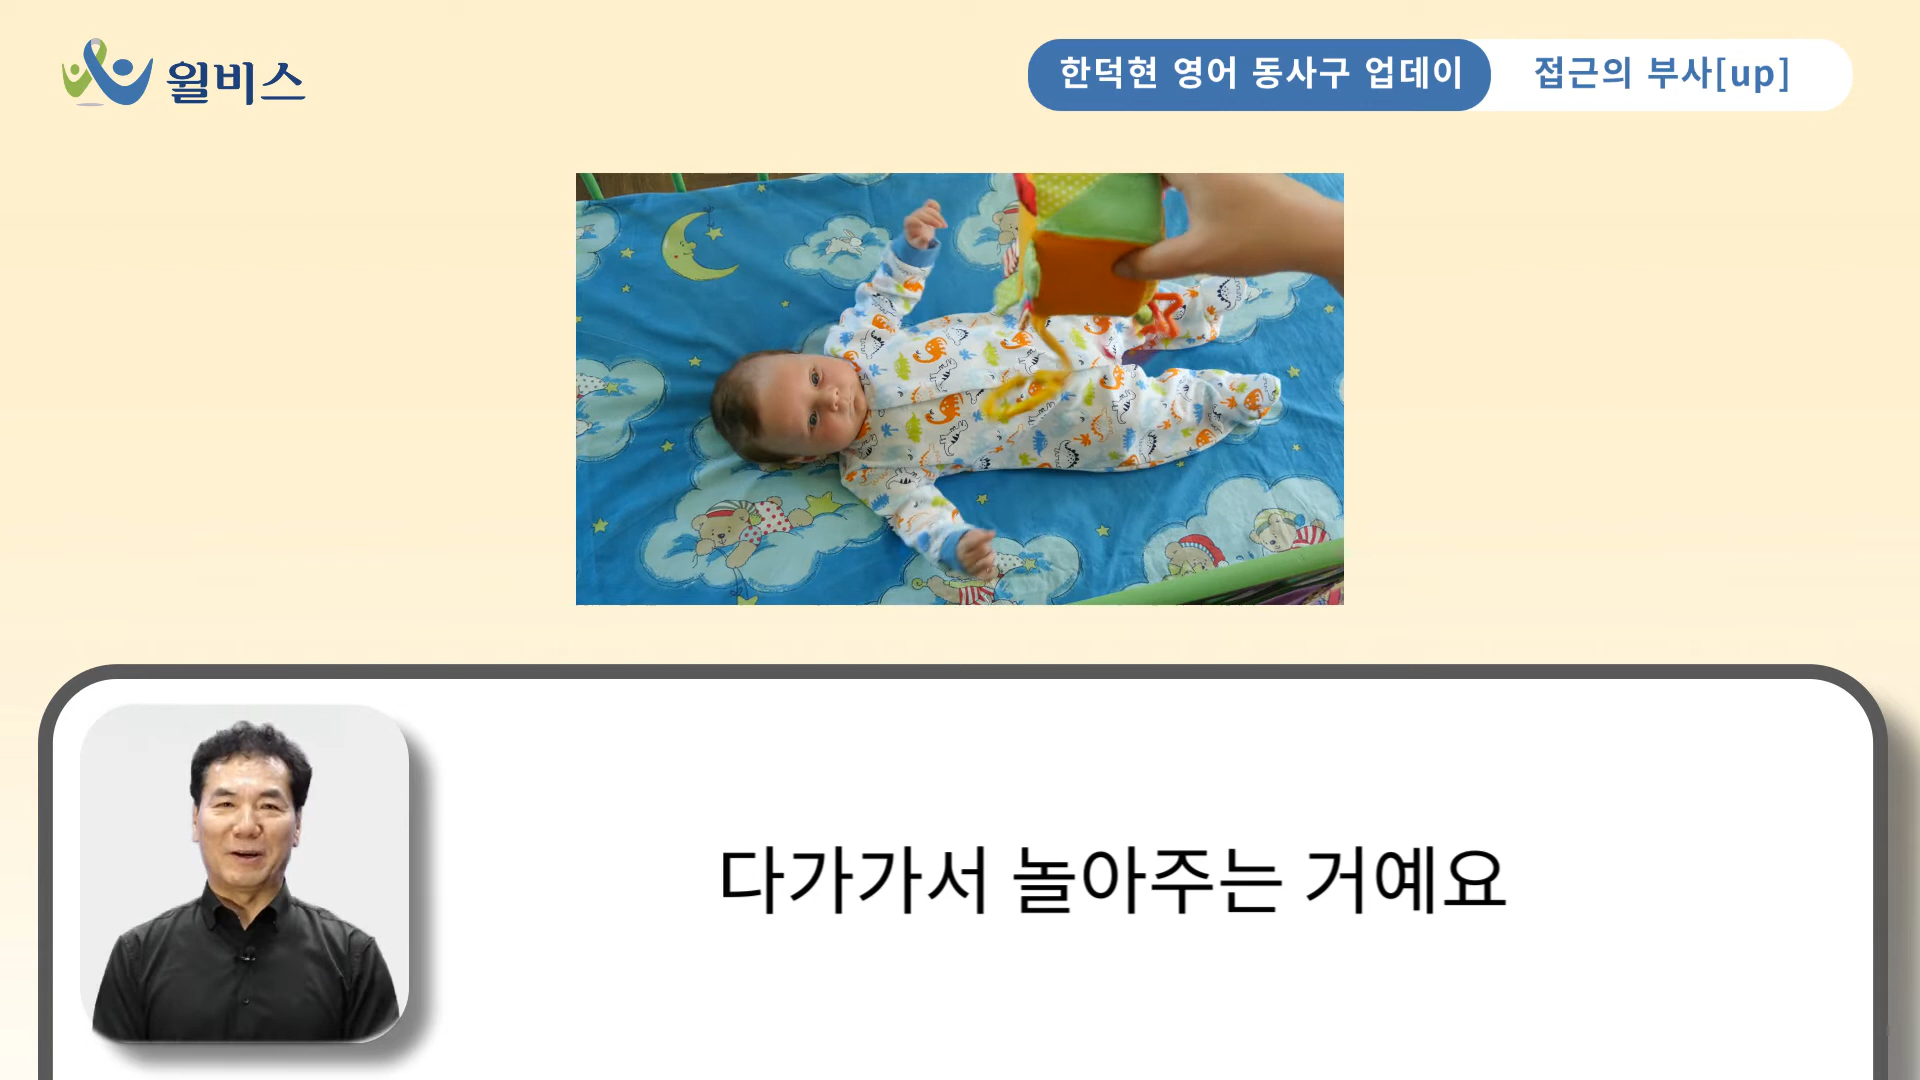 윌비스
한덕현 영어 동사구 업데이
접근의 부사[up]
다가가서 놀아주는 거예요